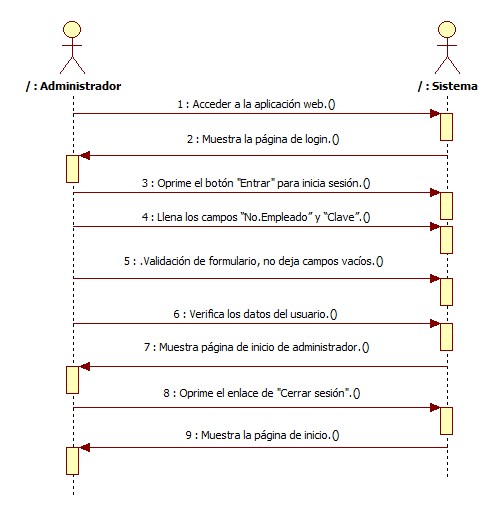 / : Administrador
/ : Sistema
1 : Acceder a la aplicación web.()
2 : Muestra la página de login.()
3 : Oprime el botón "Entrar" para inicia sesión.()
4 : Llena los campos “No.Empleado” y “Clave”.()
5 : .Validación de formulario, no deja campos vacíos.()
6 : Verifica los datos del usuario.()
7 : Muestra página de inicio de administrador.()
8 : Oprime el enlace de "Cerrar sesión".()
9 : Muestra la página de inicio.()